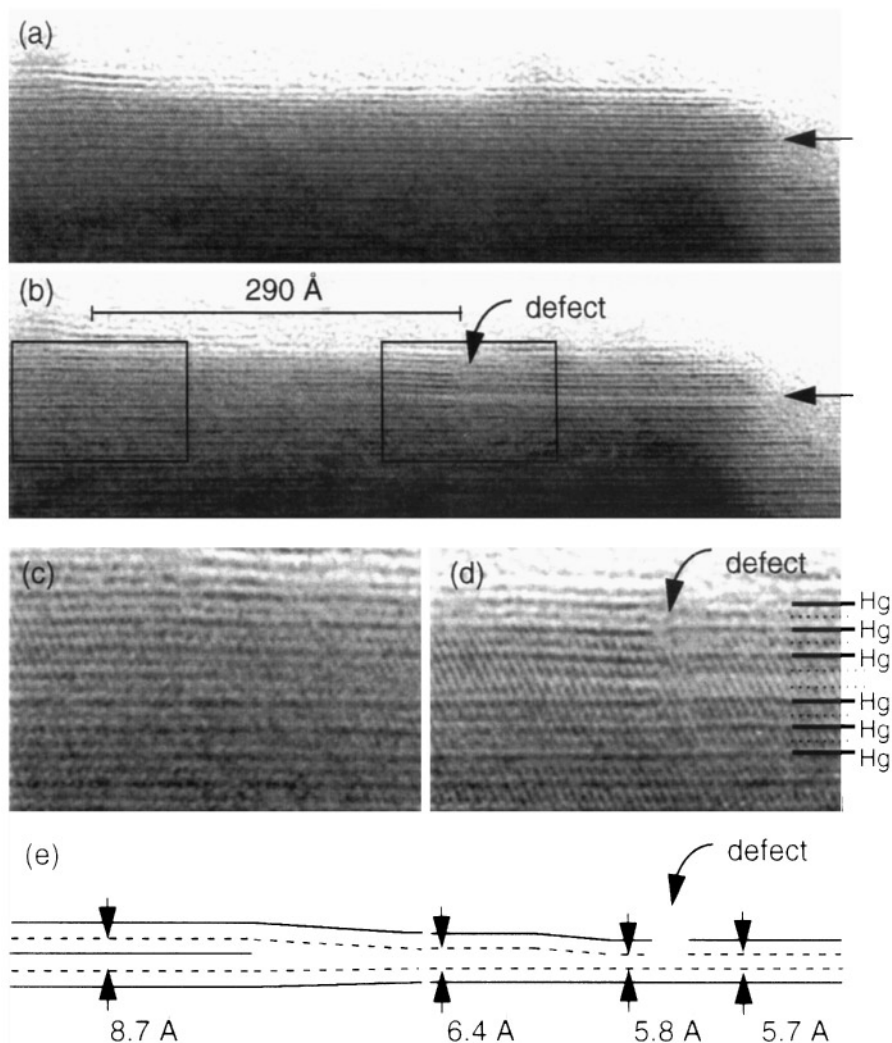 (a)
(b)
290 Å
defect
(c)
(d)
defect
Hg
Hg
Hg
Hg
Hg
Hg
(e)
defect
8.7 A
6.4 A
5.8 A
5.7 A